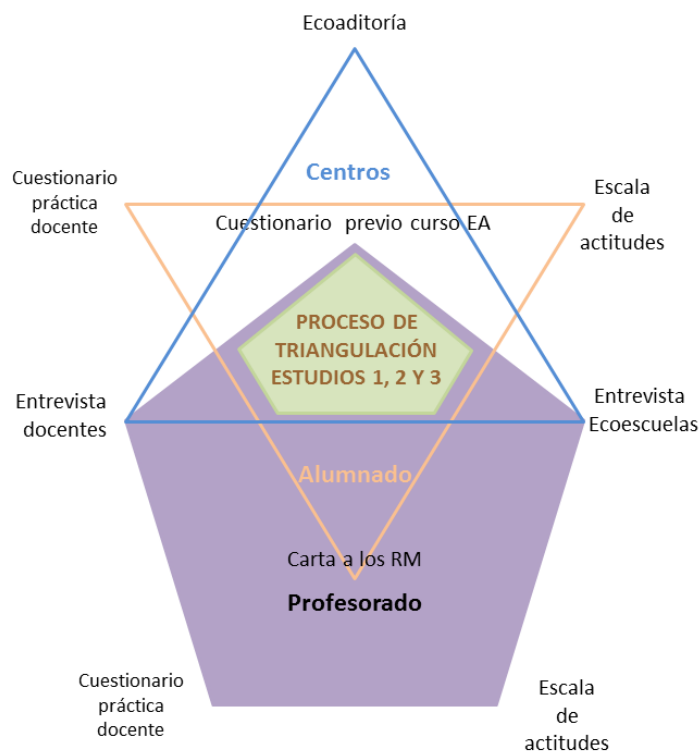 Ecoaditoría
Centros
Cuestionario
práctica
docente
Escala
de
actitudes
Cuestionario previo curso EA
PROCESO DE
TRIANGULACIÓN
ESTUDIOS 1, 2 Y 3
Entrevista
docentes
Entrevista
Ecoescuelas
Alumnado
Carta a los RM
Profesorado
Cuestionario
práctica
docente
Escala
de
actitudes